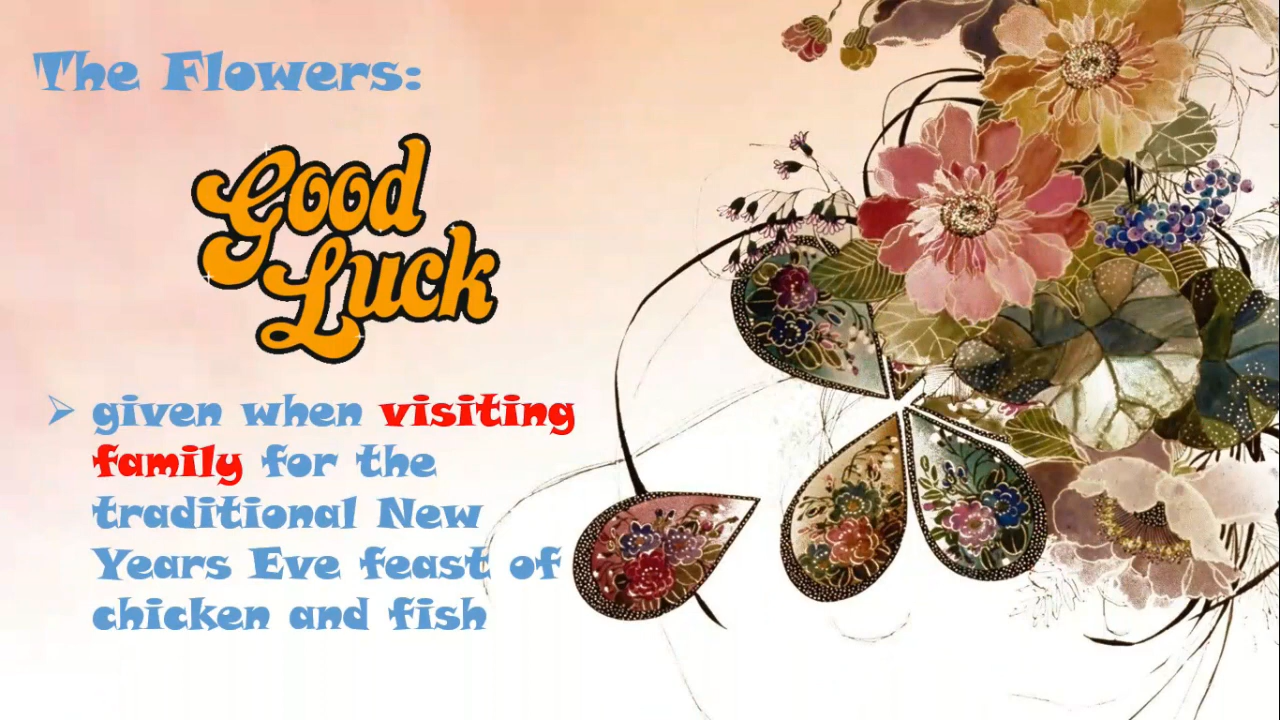 The Flowers:
Good
Luck
given when visiting
family for the
traditional New
Years Eve feast of
chicken and fish